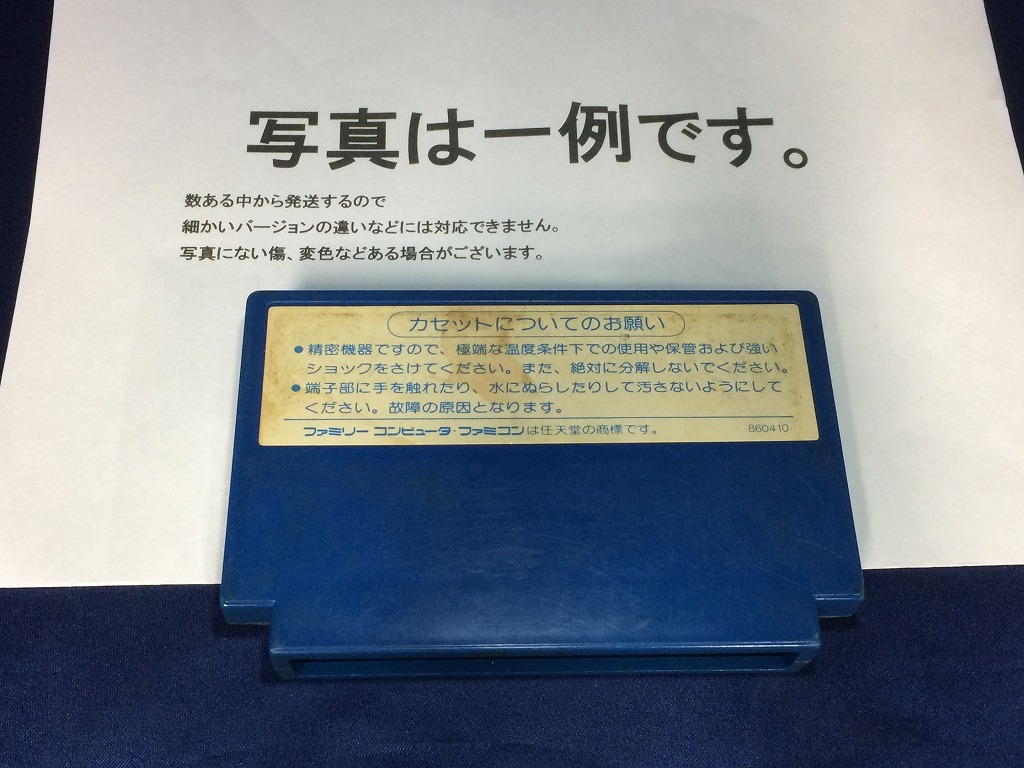 写真は一例です。
数ある中から発送するので
細かいバージョンの違いなどには対応できません。
写真にない傷、変色などある場合がございます。
カセットについてのお願い
●精密機器ですので、極端な温度条件下での使用や保管および強い
ショックをさけてください。また、絶対に分解しないでください。
●端子部に手を触れたり、水にぬらしたりして汚さないようにして
ください。故障の原因となります。
ファミリー コンピュータ・ファミコンは任天堂の商標です。 860410